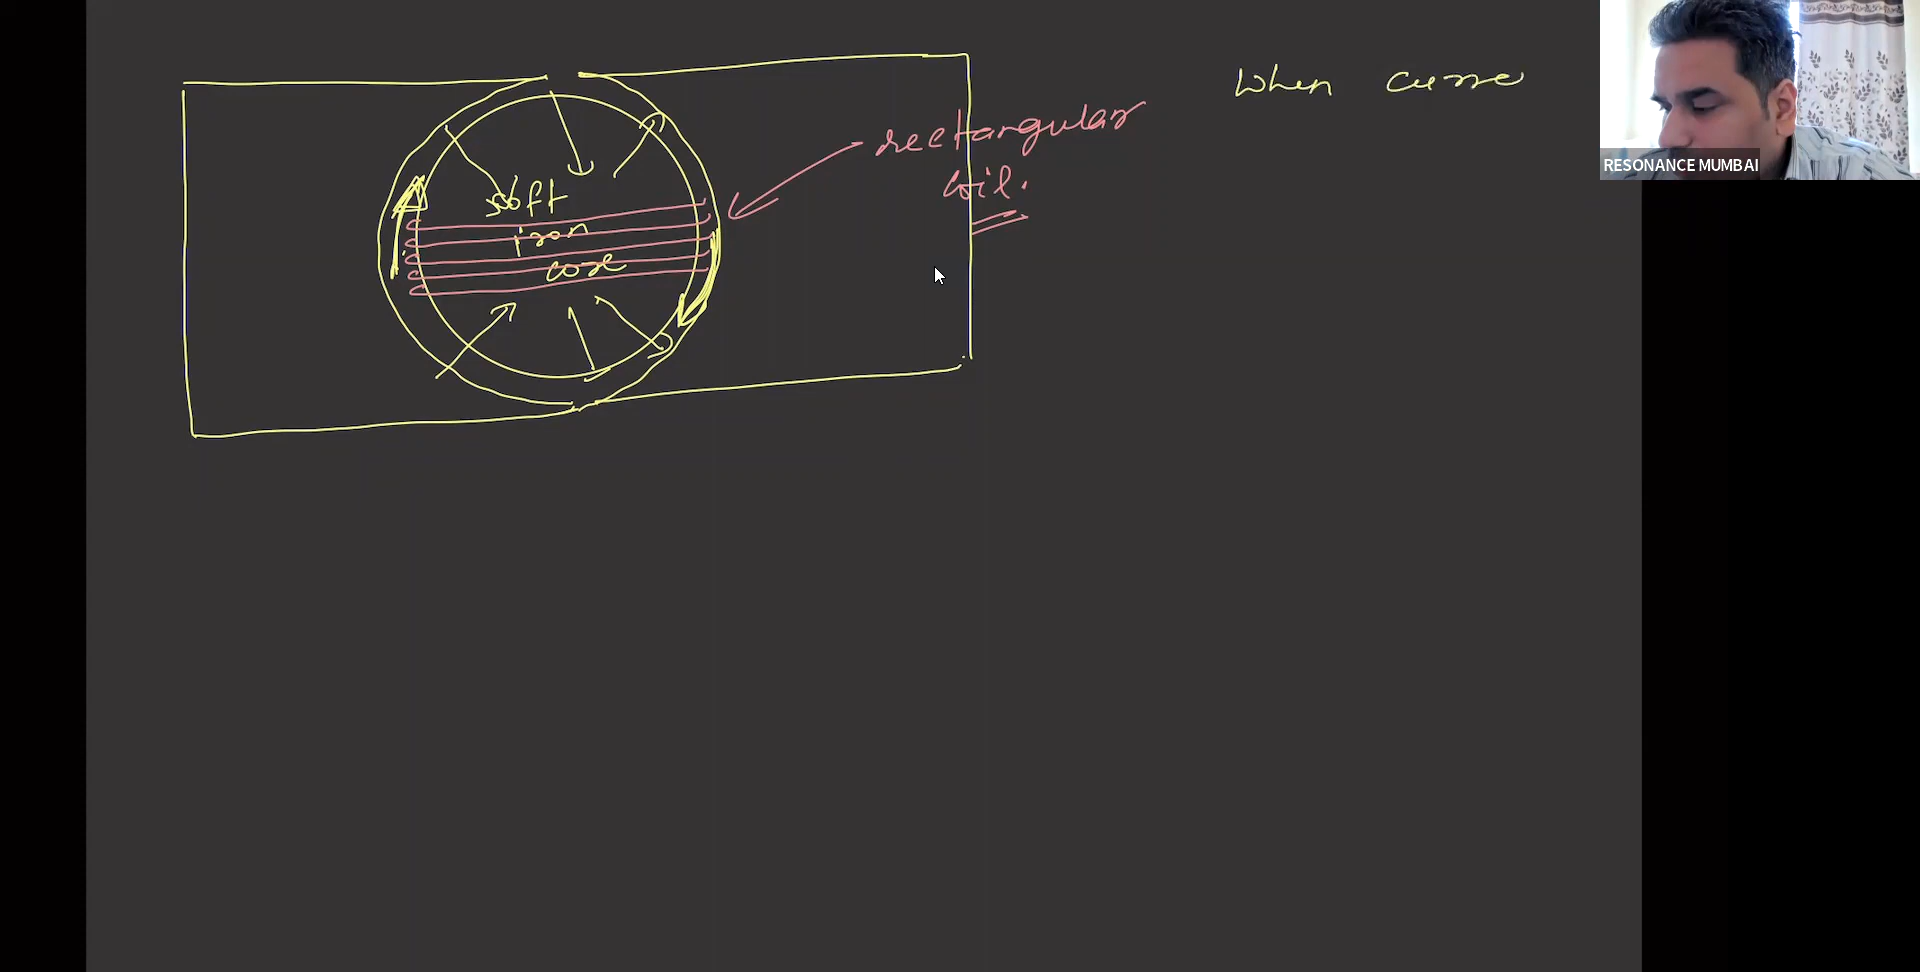 When curre
RESONANCE MUMBAI
rectangular
coil.
soft
iron
core